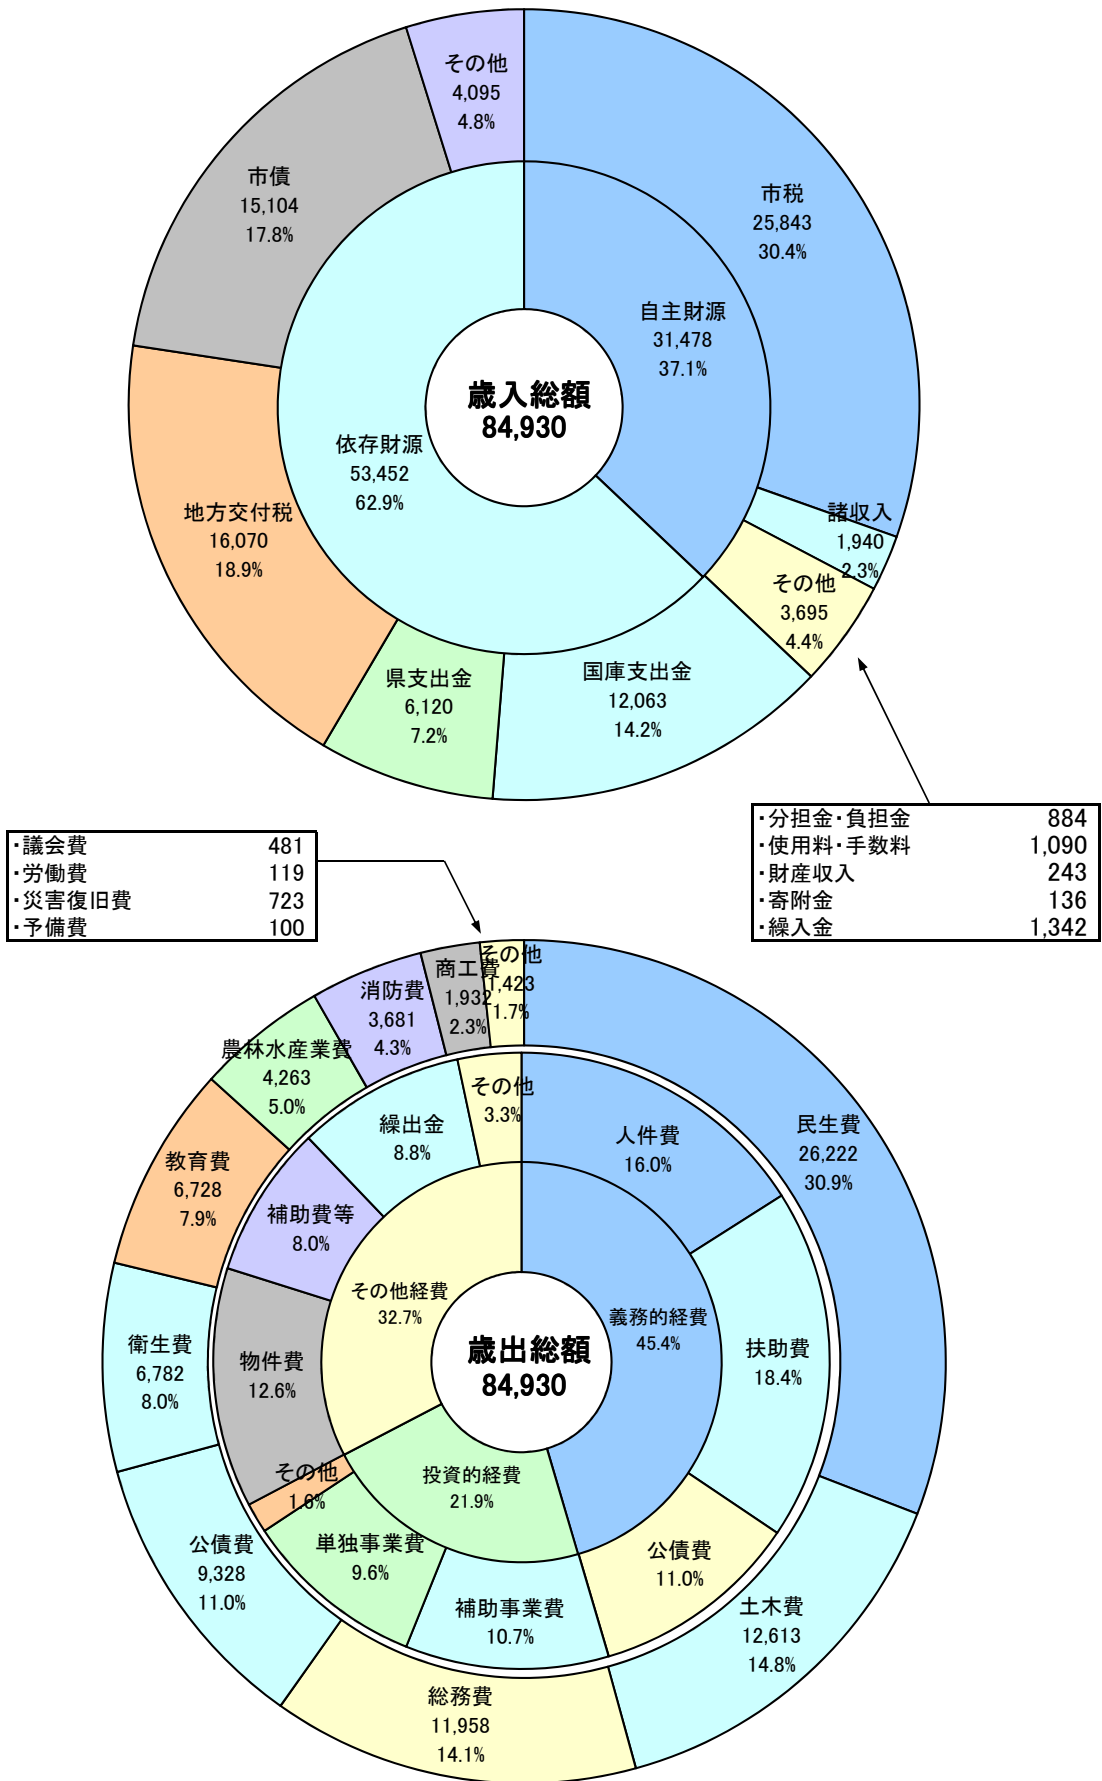 その他
4,095
4.8%
市債
15,104
17.8%
市税
25,843
30.4%
自主財源
31,478
37.1%
歳入総額
84,930
依存財源
53,452
62.9%
地方交付税
16,070
18.9%
諸収入
1,940
2.3%
その他
3,695
4.4%
国庫支出金
12,063
14.2%
県支出金
6,120
7.2%
・分担金・負担金 884
・使用料・手数料 1,090
・財産収入 243
・寄附金 136
・繰入金 1,342
・議会費 481
・労働費 119
・災害復旧費 723
・予備費 100
その他
1,423
1.7%
商工費
1,932
2.3%
消防費
3,681
4.3%
農林水産業費
4,263
5.0%
教育費
6,728
7.9%
民生費
26,222
30.9%
その他
3.3%
繰出金
8.8%
人件費
16.0%
補助費等
8.0%
その他経費
32.7%
義務的経費
45.4%
歳出総額
84,930
扶助費
18.4%
衛生費
6,782
8.0%
物件費
12.6%
その他
1.6%
投資的経費
21.9%
公債費
9,328
11.0%
単独事業費
9.6%
補助事業費
10.7%
公債費
11.0%
土木費
12,613
14.8%
総務費
11,958
14.1%